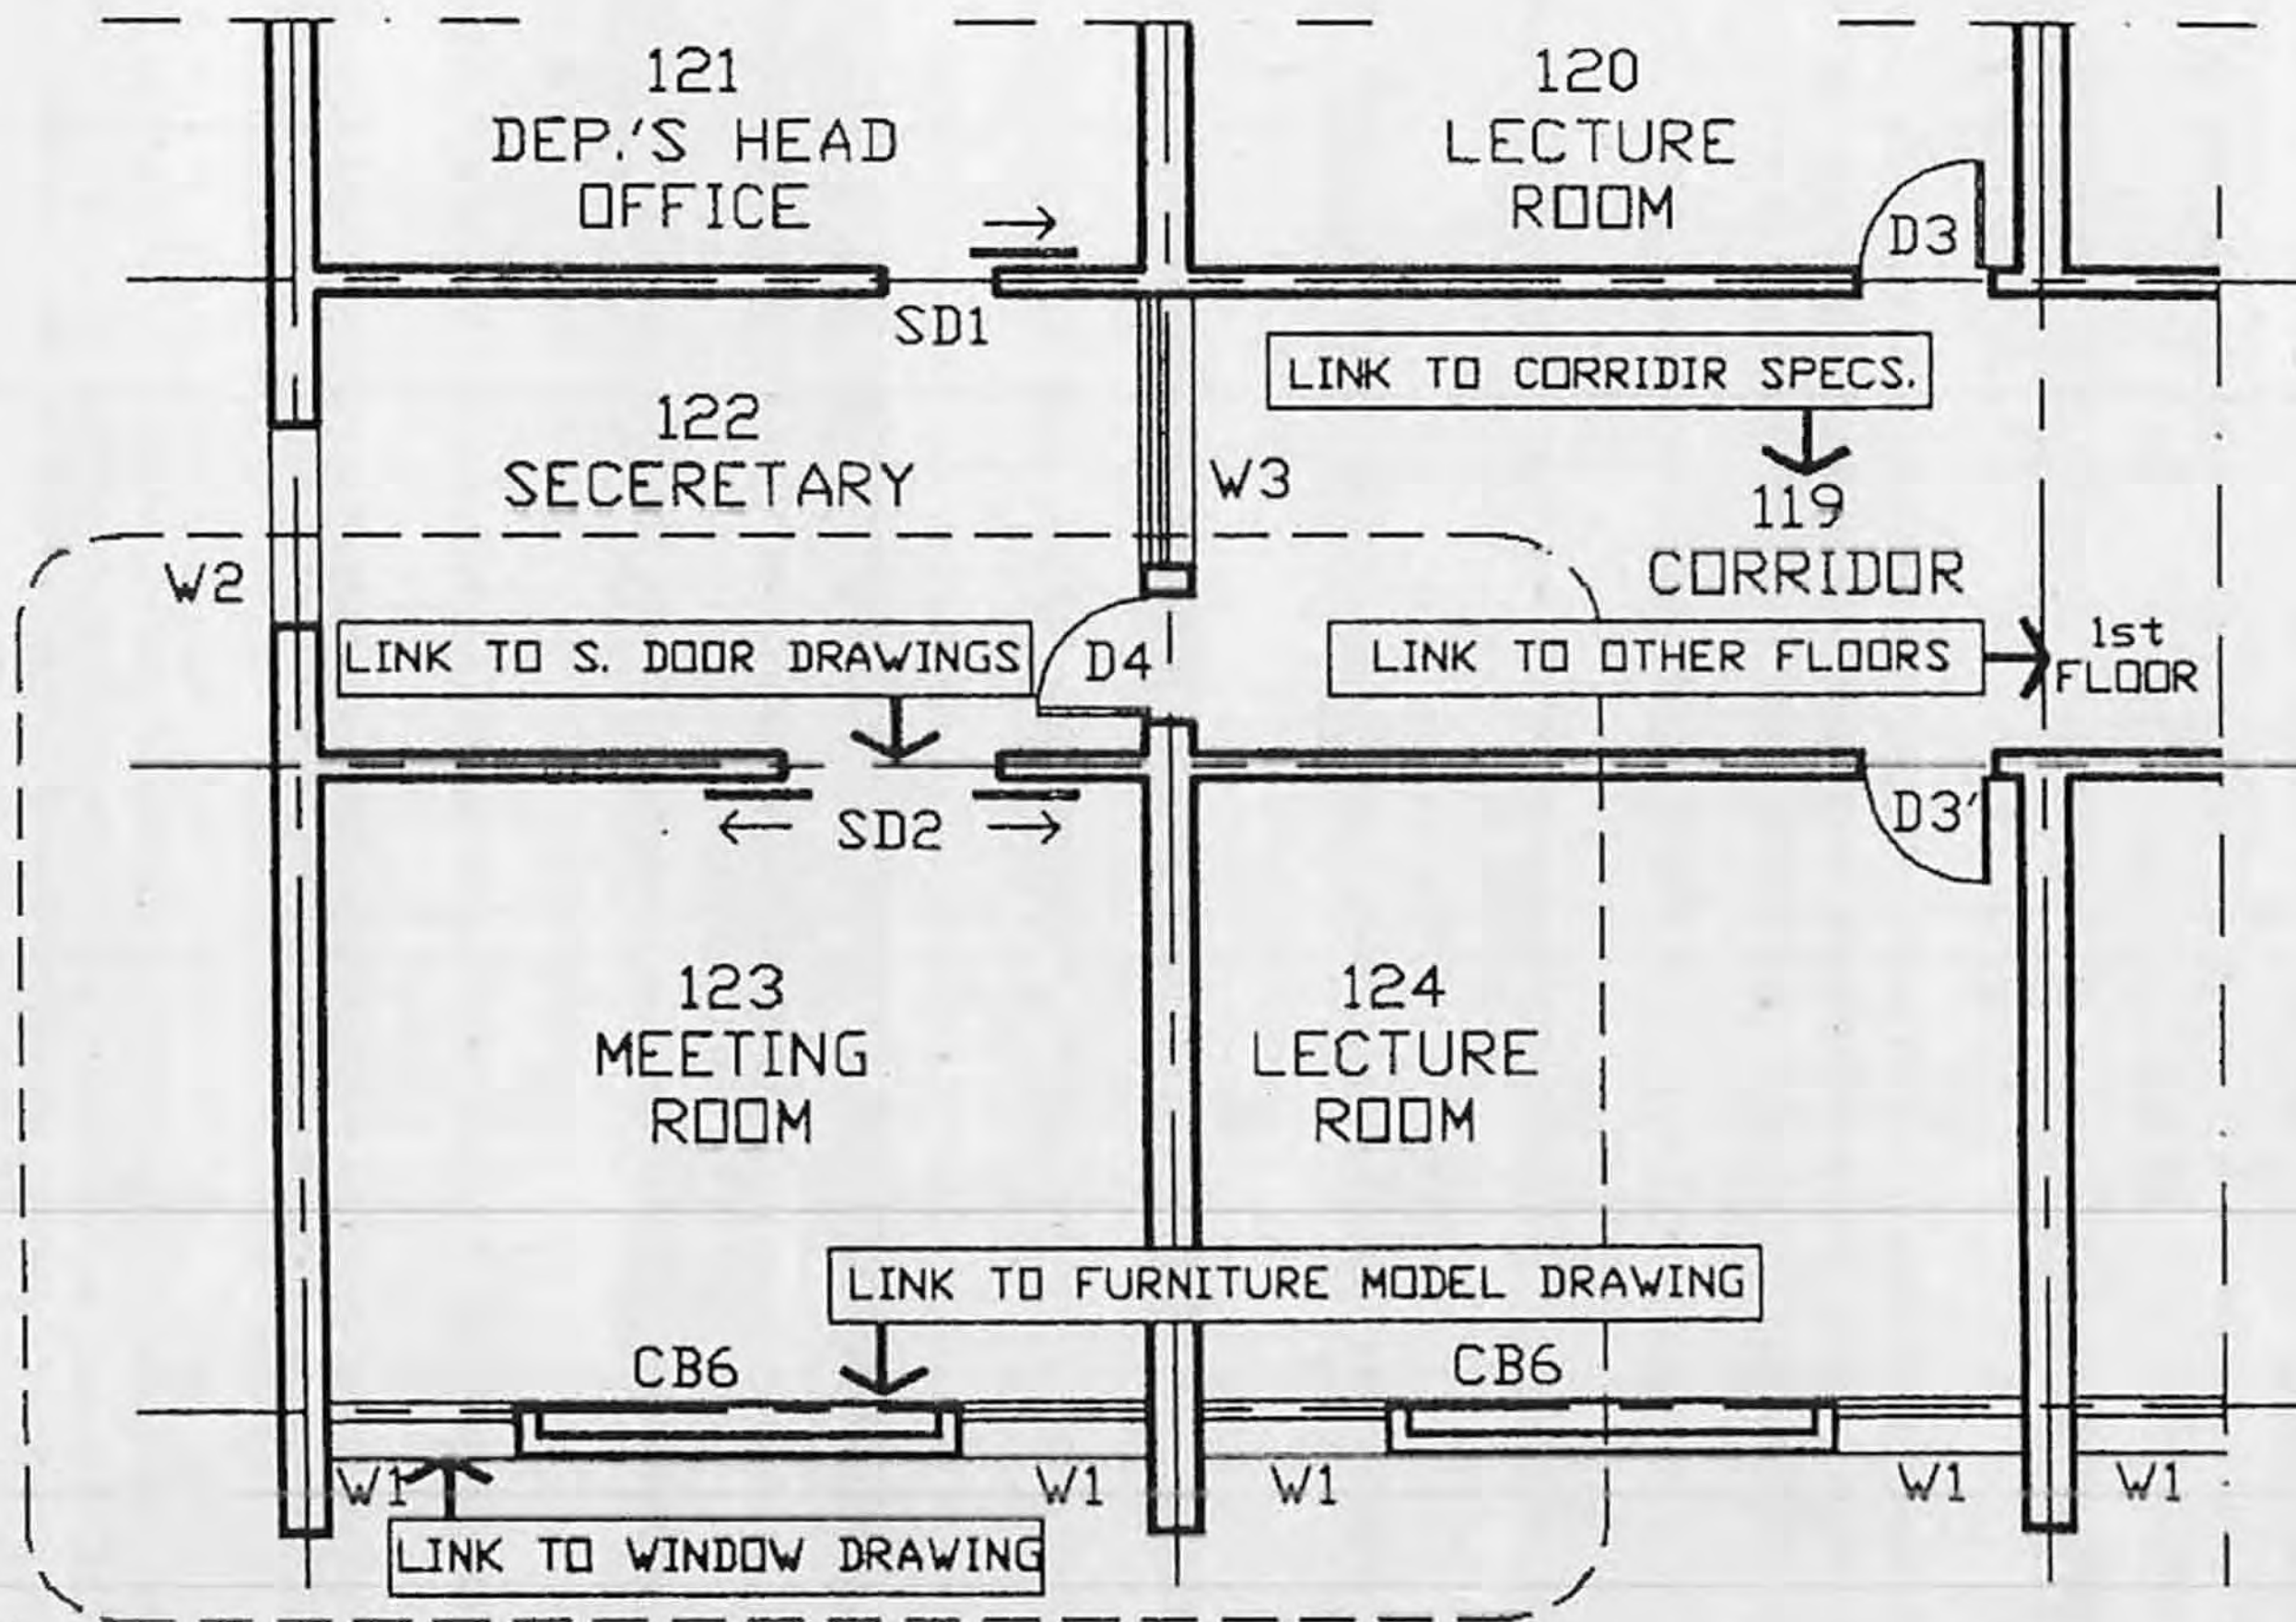 121
DEP.'S HEAD
OFFICE
120
LECTURE
ROOM
D3
SD1
LINK TO CORRIDIR SPECS.
122
SECERETARY
W3
119
CORRIDOR
W2
LINK TO S. DOOR DRAWINGS
D4
LINK TO OTHER FLOORS
1st
FLOOR
SD2
D3'
123
MEETING
ROOM
124
LECTURE
ROOM
LINK TO FURNITURE MODEL DRAWING
CB6
CB6
W1
W1
W1
W1
W1
LINK TO WINDOW DRAWING